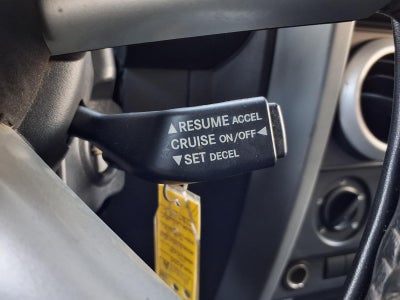 ▲RESUME ACCEL
CRUISE ON/OFF◄
▼SET DECEL